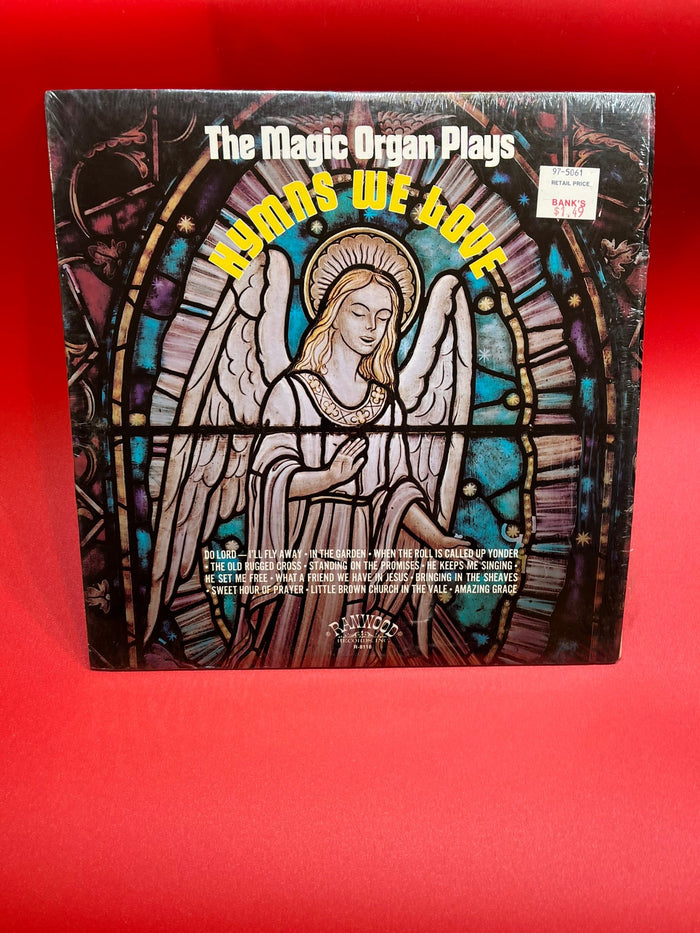 The Magic Organ Plays
HYMNS WE LOVE
97-5061
RETAIL PRICE
BANK'S
$1.49
DO LORD — I'LL FLY AWAY • IN THE GARDEN • WHEN THE ROLL IS CALLED UP YONDER
• THE OLD RUGGED CROSS • STANDING ON THE PROMISES • HE KEEPS ME SINGING •
HE SET ME FREE • WHAT A FRIEND WE HAVE IN JESUS • BRINGING IN THE SHEAVES
• SWEET HOUR OF PRAYER • LITTLE BROWN CHURCH IN THE VALE • AMAZING GRACE
RANWOOD
RECORDS, INC.
R-8118